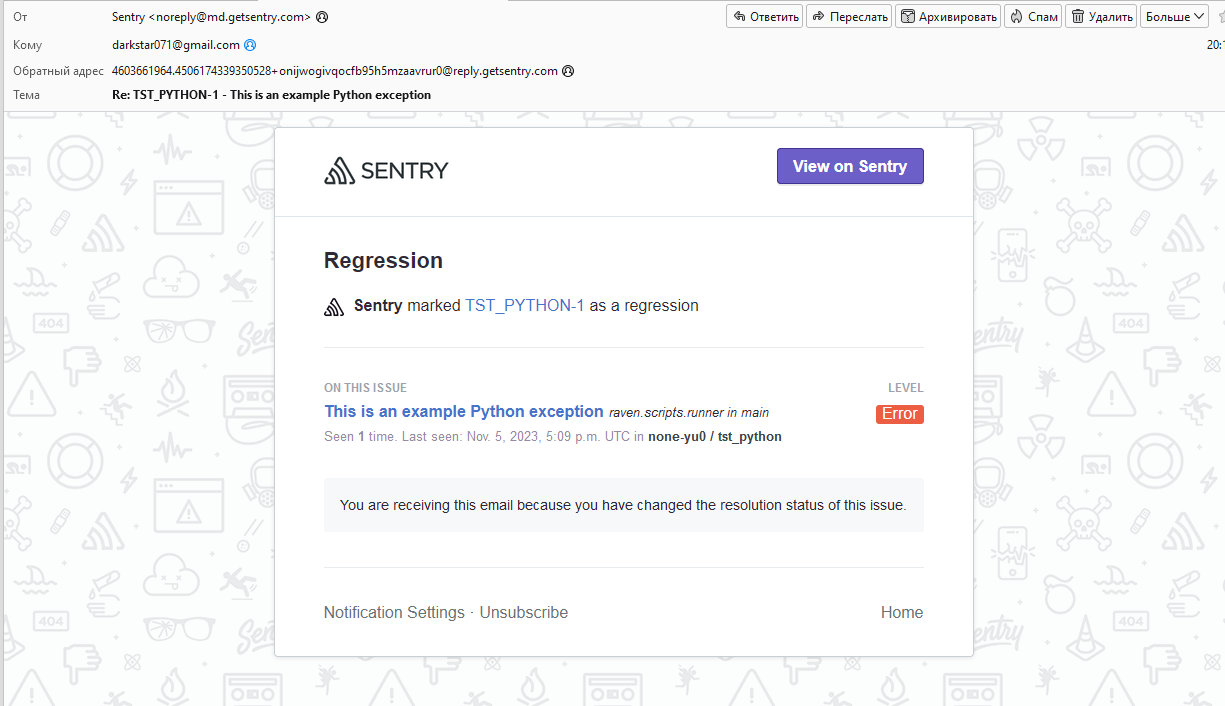 От Sentry <noreply@md.getsentry.com> Ответить Переслать Архивировать Спам Удалить Больше
Кому darkstar071@gmail.com
Обратный адрес 4603661964.4506174339350528+onijwogivqocfb95h5mzaavrur0@reply.getsentry.com
Тема Re: TST_PYTHON-1 - This is an example Python exception
SENTRY View on Sentry
Regression
Sentry marked TST_PYTHON-1 as a regression
ON THIS ISSUE LEVEL
This is an example Python exception raven.scripts.runner in main Error
Seen 1 time. Last seen: Nov. 5, 2023, 5:09 p.m. UTC in none-yu0 / tst_python
You are receiving this email because you have changed the resolution status of this issue.
Notification Settings · Unsubscribe Home
404
404
404
404
Sentry
Sentry